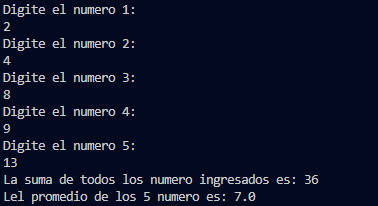 Digite el numero 1:
2
Digite el numero 2:
4
Digite el numero 3:
8
Digite el numero 4:
9
Digite el numero 5:
13
La suma de todos los numero ingresados es: 36
Lel promedio de los 5 numero es: 7.0